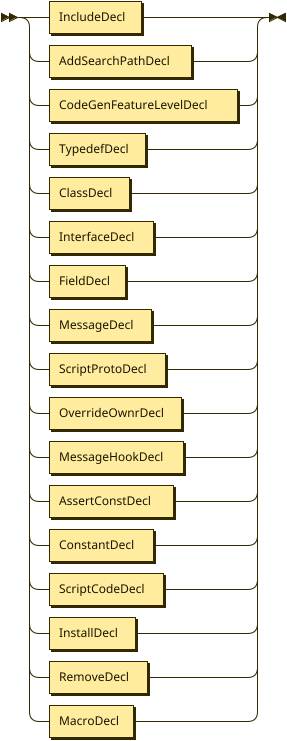 IncludeDecl
AddSearchPathDecl
CodeGenFeatureLevelDecl
TypedefDecl
ClassDecl
InterfaceDecl
FieldDecl
MessageDecl
ScriptProtoDecl
OverrideOwnrDecl
MessageHookDecl
AssertConstDecl
ConstantDecl
ScriptCodeDecl
InstallDecl
RemoveDecl
MacroDecl